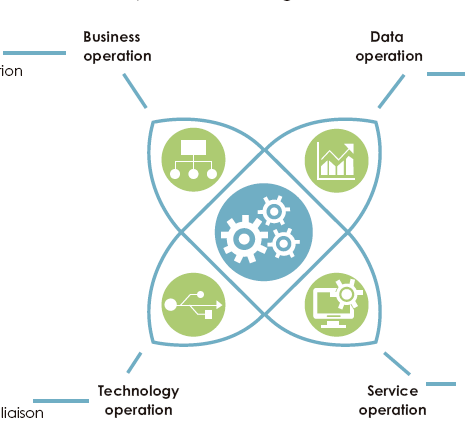 Business
operation
Data
operation
Technology
operation
liaison
Service
operation